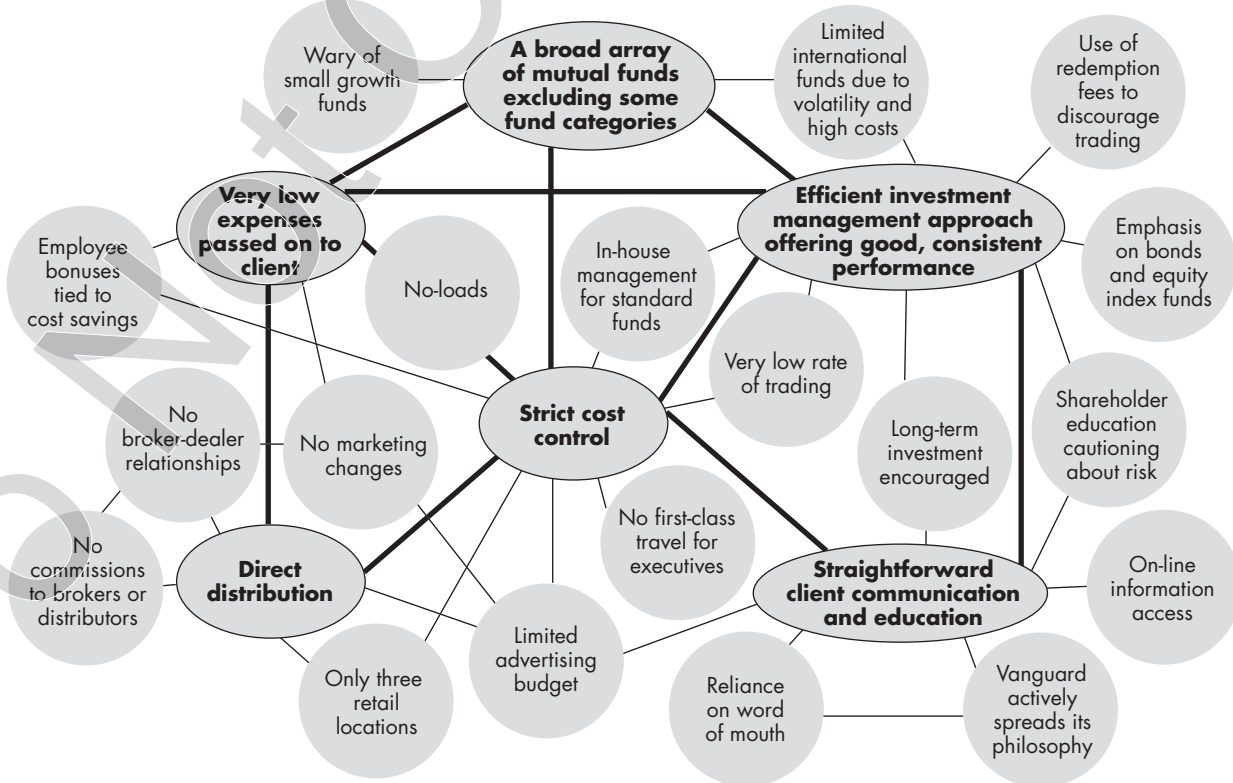 Wary of
small growth
funds
A broad array
of mutual funds
excluding some
fund categories
Limited
international
funds due to
volatility and
high costs
Use of
redemption
fees to
discourage
trading
Very low
expenses
passed on to
client
Efficient investment
management approach
offering good, consistent
performance
Employee
bonuses
tied to
cost savings
No-loads
In-house
management
for standard
funds
Emphasis
on bonds
and equity
index funds
Very low rate
of trading
No
broker-dealer
relationships
No marketing
changes
Strict cost
control
Long-term
investment
encouraged
Shareholder
education
cautioning
about risk
No
commissions
to brokers or
distributors
Direct
distribution
No first-class
travel for
executives
Straightforward
client communication
and education
On-line
information
access
Only three
retail
locations
Limited
advertising
budget
Reliance
on word
of mouth
Vanguard
actively
spreads its
philosophy